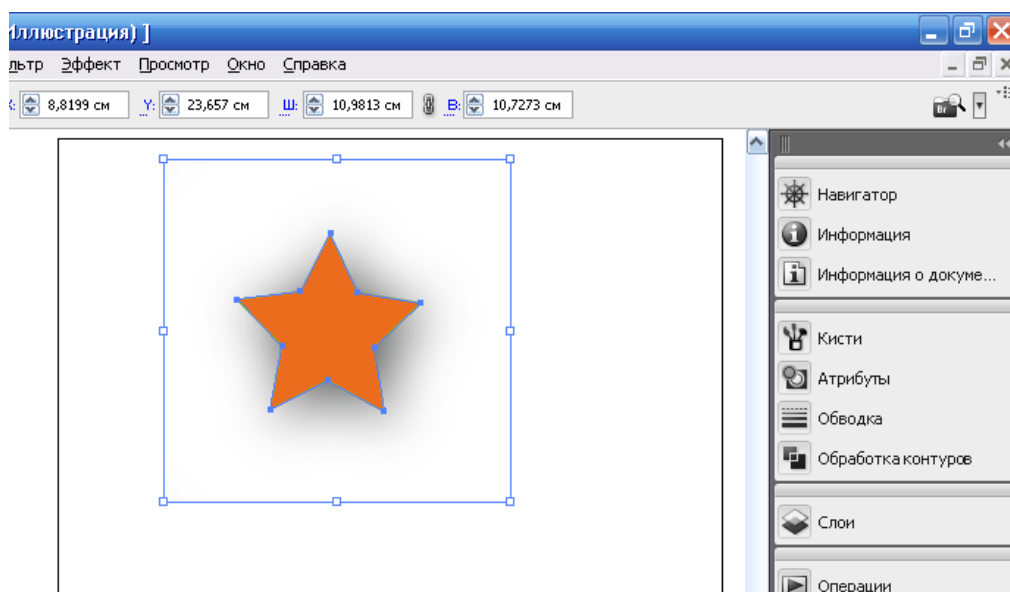 Иллюстрация) ]
льтр Эффект Просмотр Окно Справка
X: 8,8199 см Y: 23,657 см Ш: 10,9813 см В: 10,7273 см
Br
Навигатор
Информация
Информация о докуме...
Кисти
Атрибуты
Обводка
Обработка контуров
Слои
Операции